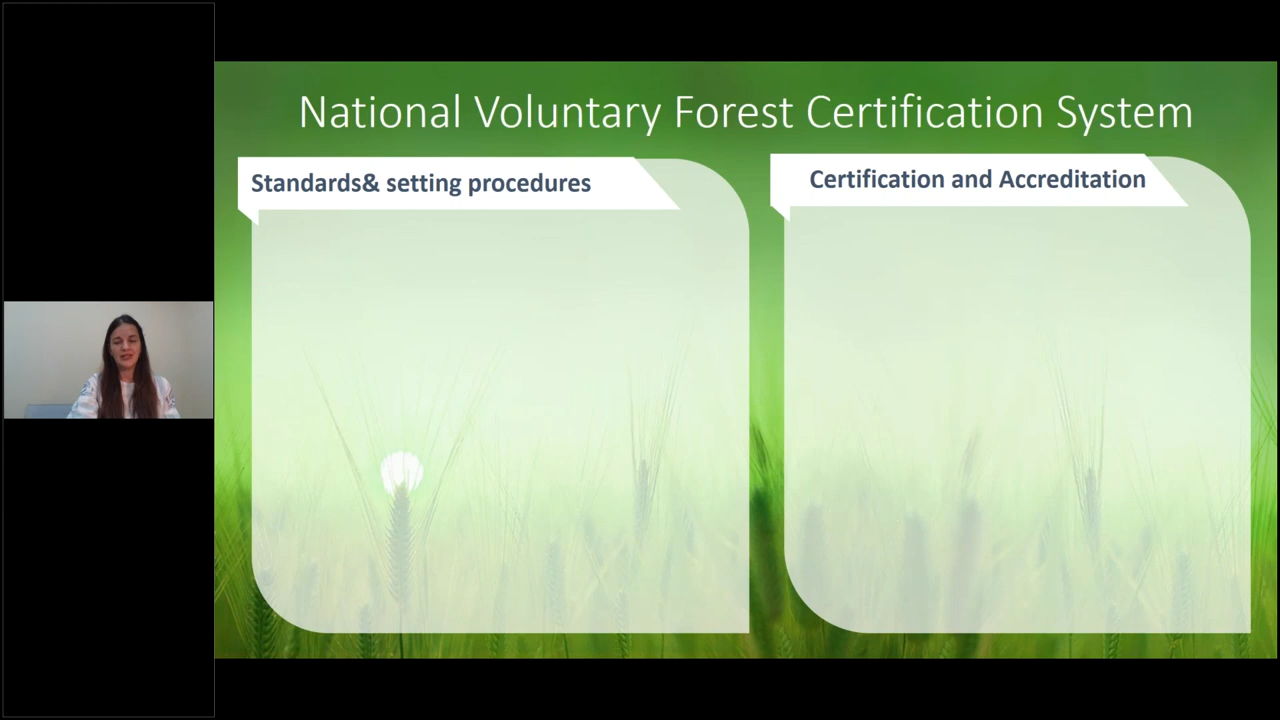 National Voluntary Forest Certification System
Standards& setting procedures
Certification and Accreditation